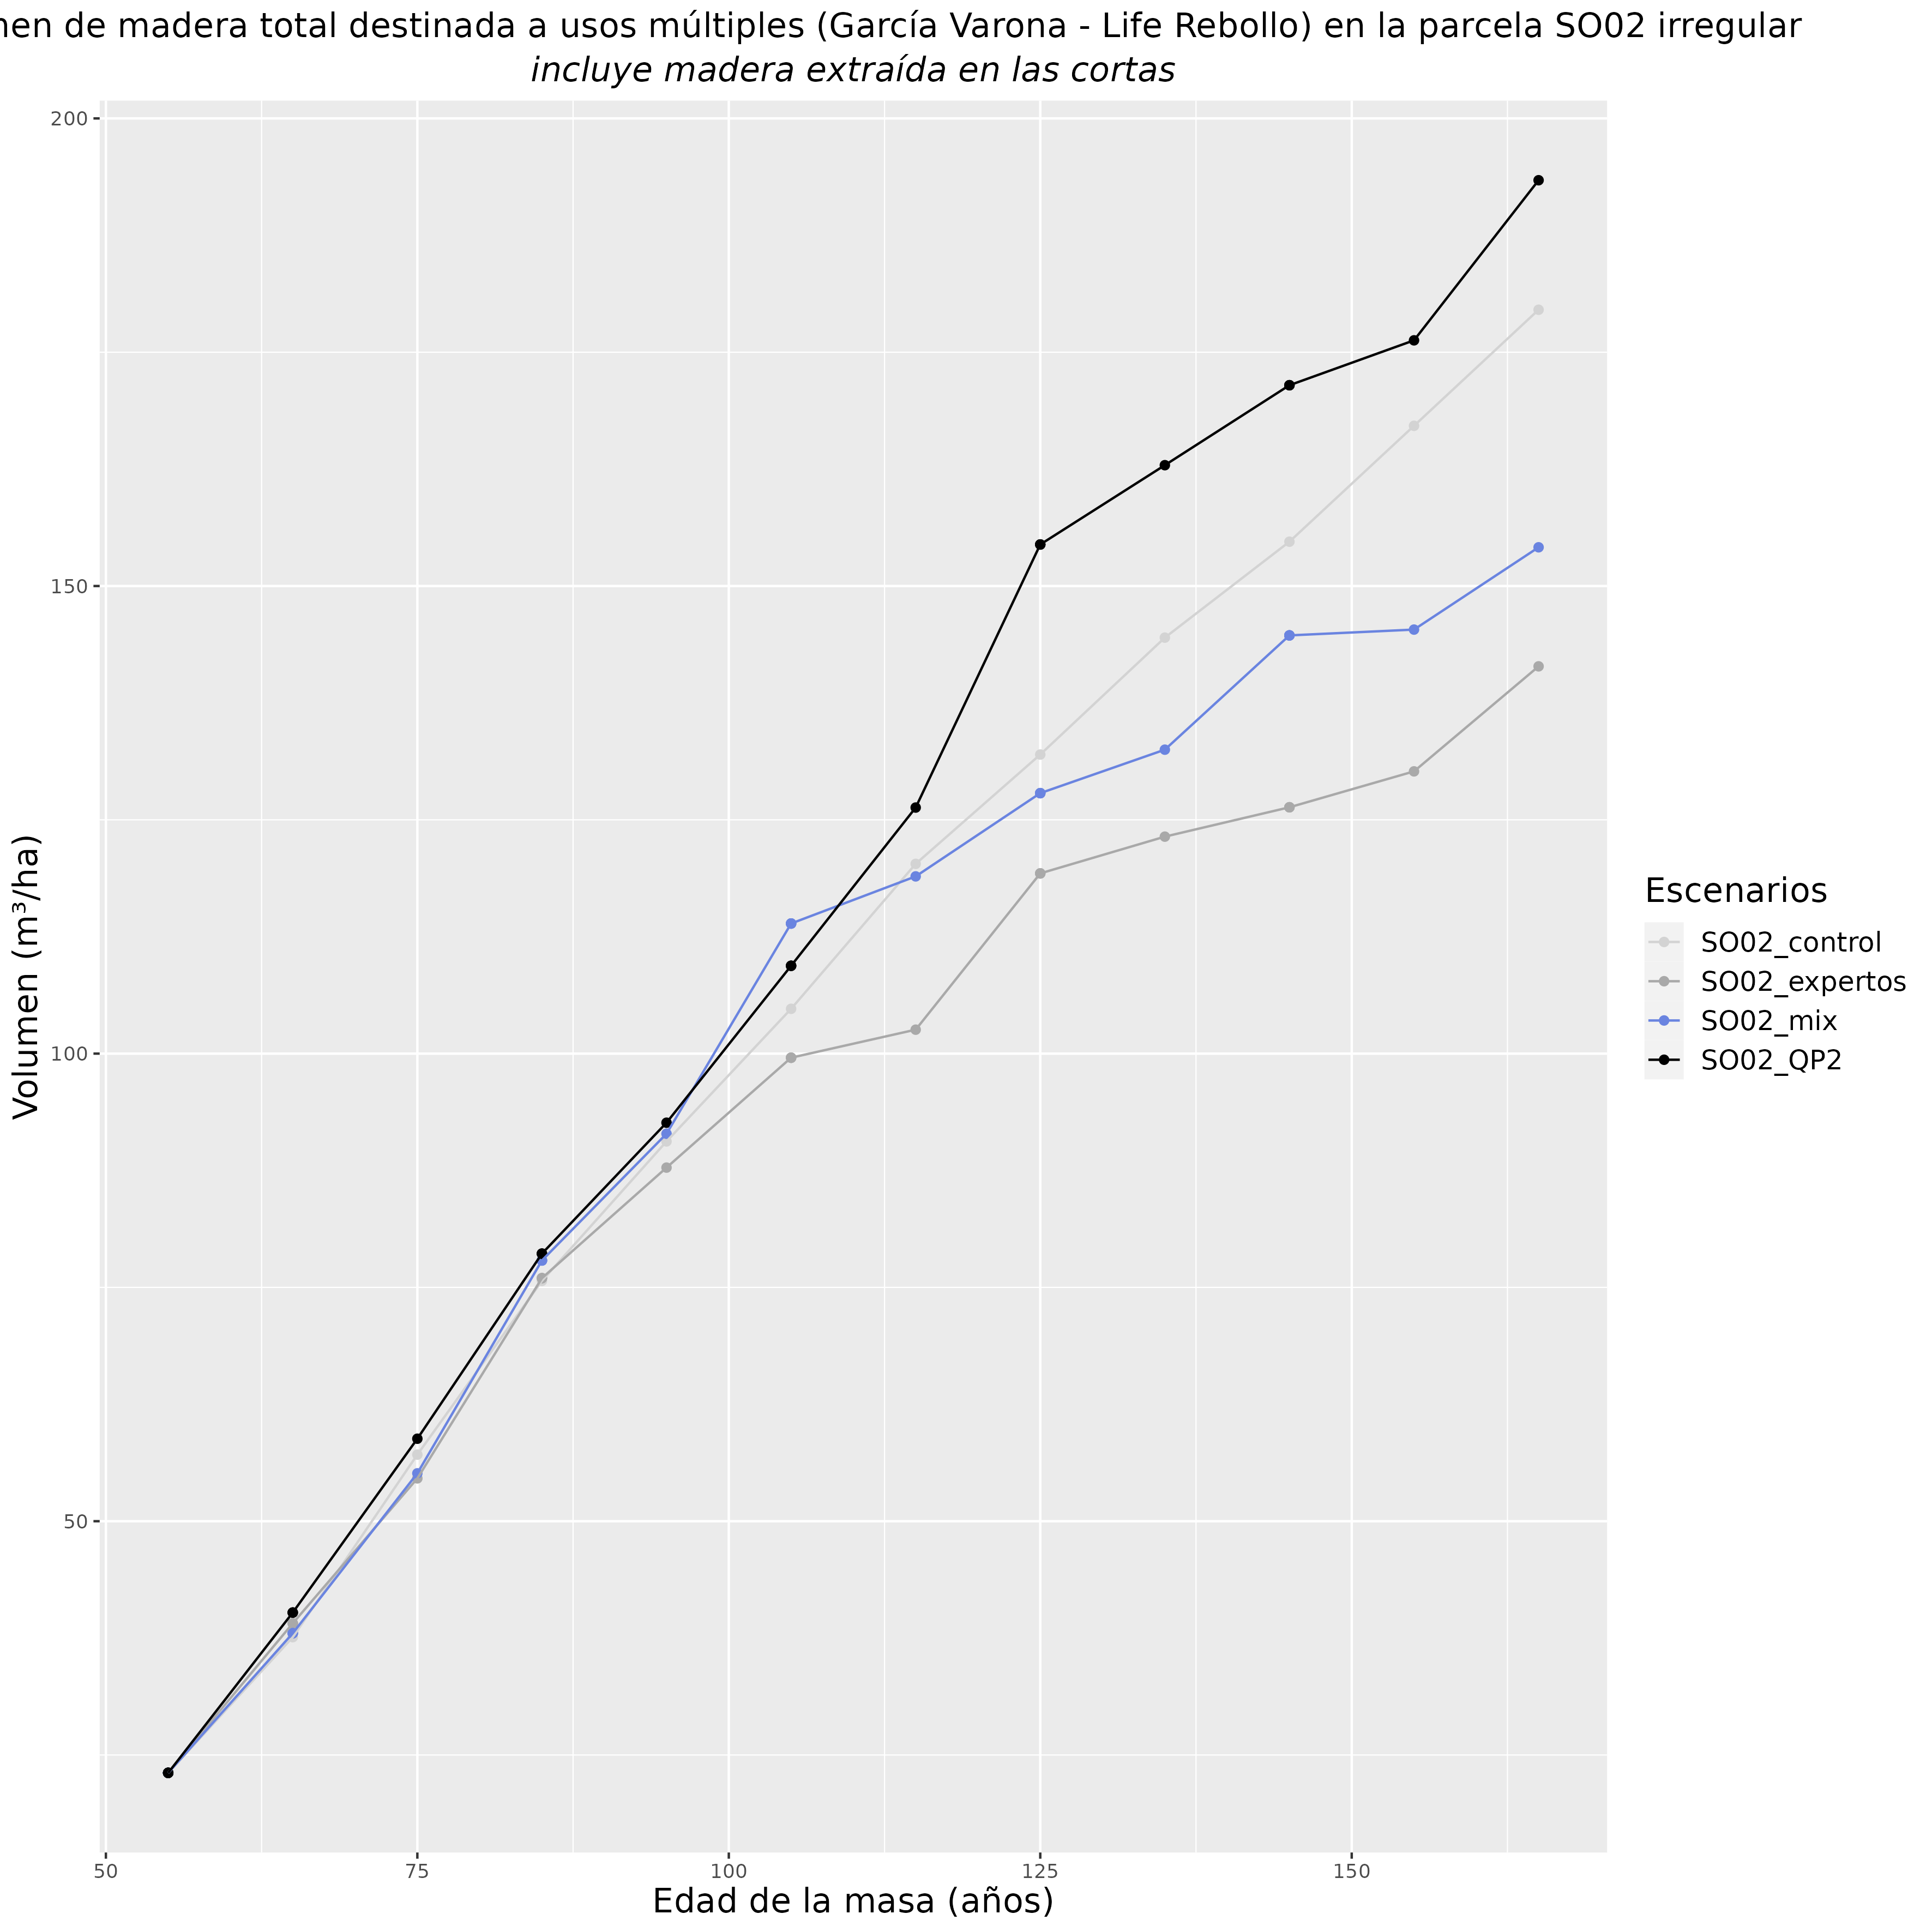 de madera total destinada a usos múltiples (García Varona - Life Rebollo) en la parcela SO02 irregular
incluye madera extraída en las cortas
Volumen (m³/ha)
200
150
100
50
50
75
100
125
150
Edad de la masa (años)
Escenarios
SO02_control
SO02_expertos
SO02_mix
SO02_QP2